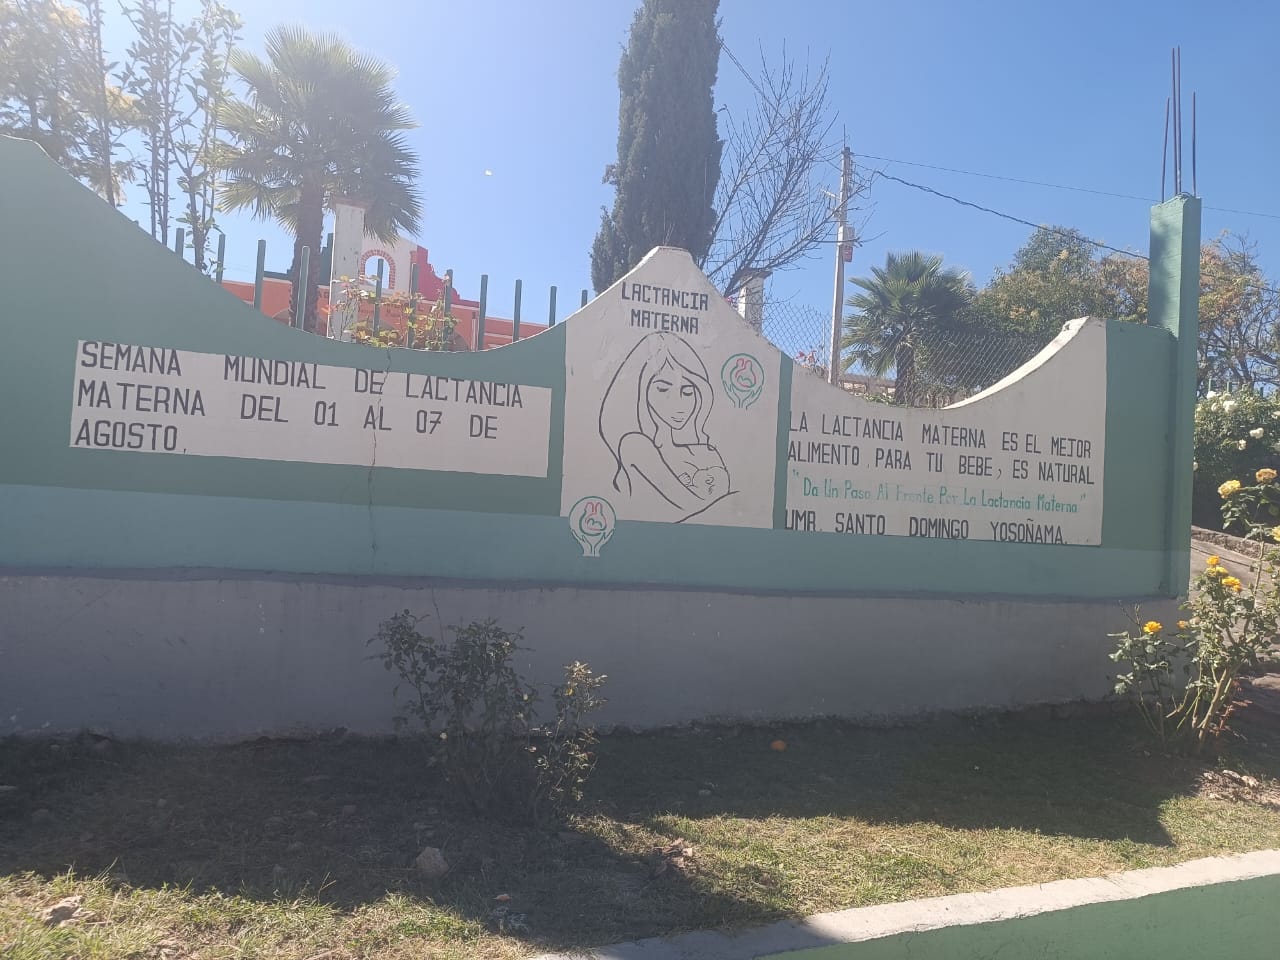 SEMANA MUNDIAL DE LACTANCIA
MATERNA DEL 01 AL 07 DE
AGOSTO.
LACTANCIA
MATERNA
LA LACTANCIA MATERNA ES EL MEJOR
ALIMENTO PARA TU BEBE, ES NATURAL
"Da Un Paso Al Frente Por La Lactancia Materna"
UMR. SANTO DOMINGO YOSOÑAMA.